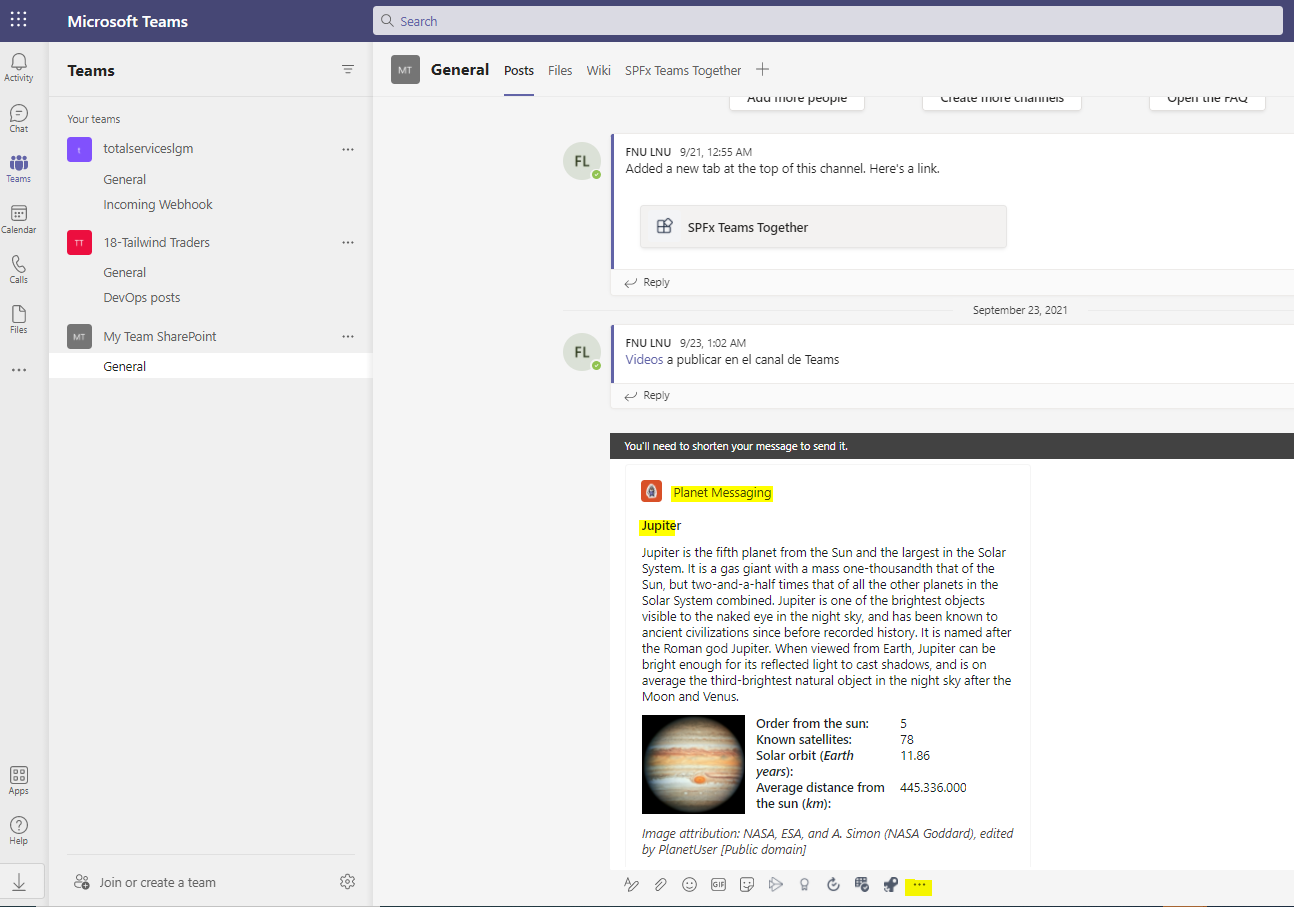 Microsoft Teams
Search
Activity
Chat
Teams
Calendar
Calls
Files
Apps
Help
Teams
Your teams
t
totalserviceslgm
General
Incoming Webhook
TT
18-Tailwind Traders
General
DevOps posts
MT
My Team SharePoint
General
Join or create a team
MT
General
Posts
Files
Wiki
SPFx Teams Together
Add more people
Create more channels
Open the FAQ
FL
FNU LNU 9/21, 12:55 AM
Added a new tab at the top of this channel. Here's a link.
SPFx Teams Together
Reply
September 23, 2021
FL
FNU LNU 9/23, 1:02 AM
Videos a publicar en el canal de Teams
Reply
You'll need to shorten your message to send it.
Planet Messaging
Jupiter
Jupiter is the fifth planet from the Sun and the largest in the Solar
System. It is a gas giant with a mass one-thousandth that of the
Sun, but two-and-a-half times that of all the other planets in the
Solar System combined. Jupiter is one of the brightest objects
visible to the naked eye in the night sky, and has been known to
ancient civilizations since before recorded history. It is named after
the Roman god Jupiter. When viewed from Earth, Jupiter can be
bright enough for its reflected light to cast shadows, and is on
average the third-brightest natural object in the night sky after the
Moon and Venus.
Order from the sun: 5
Known satellites: 78
Solar orbit (Earth 11.86
years):
Average distance from 445.336.000
the sun (km):
Image attribution: NASA, ESA, and A. Simon (NASA Goddard), edited
by PlanetUser [Public domain]
GIF